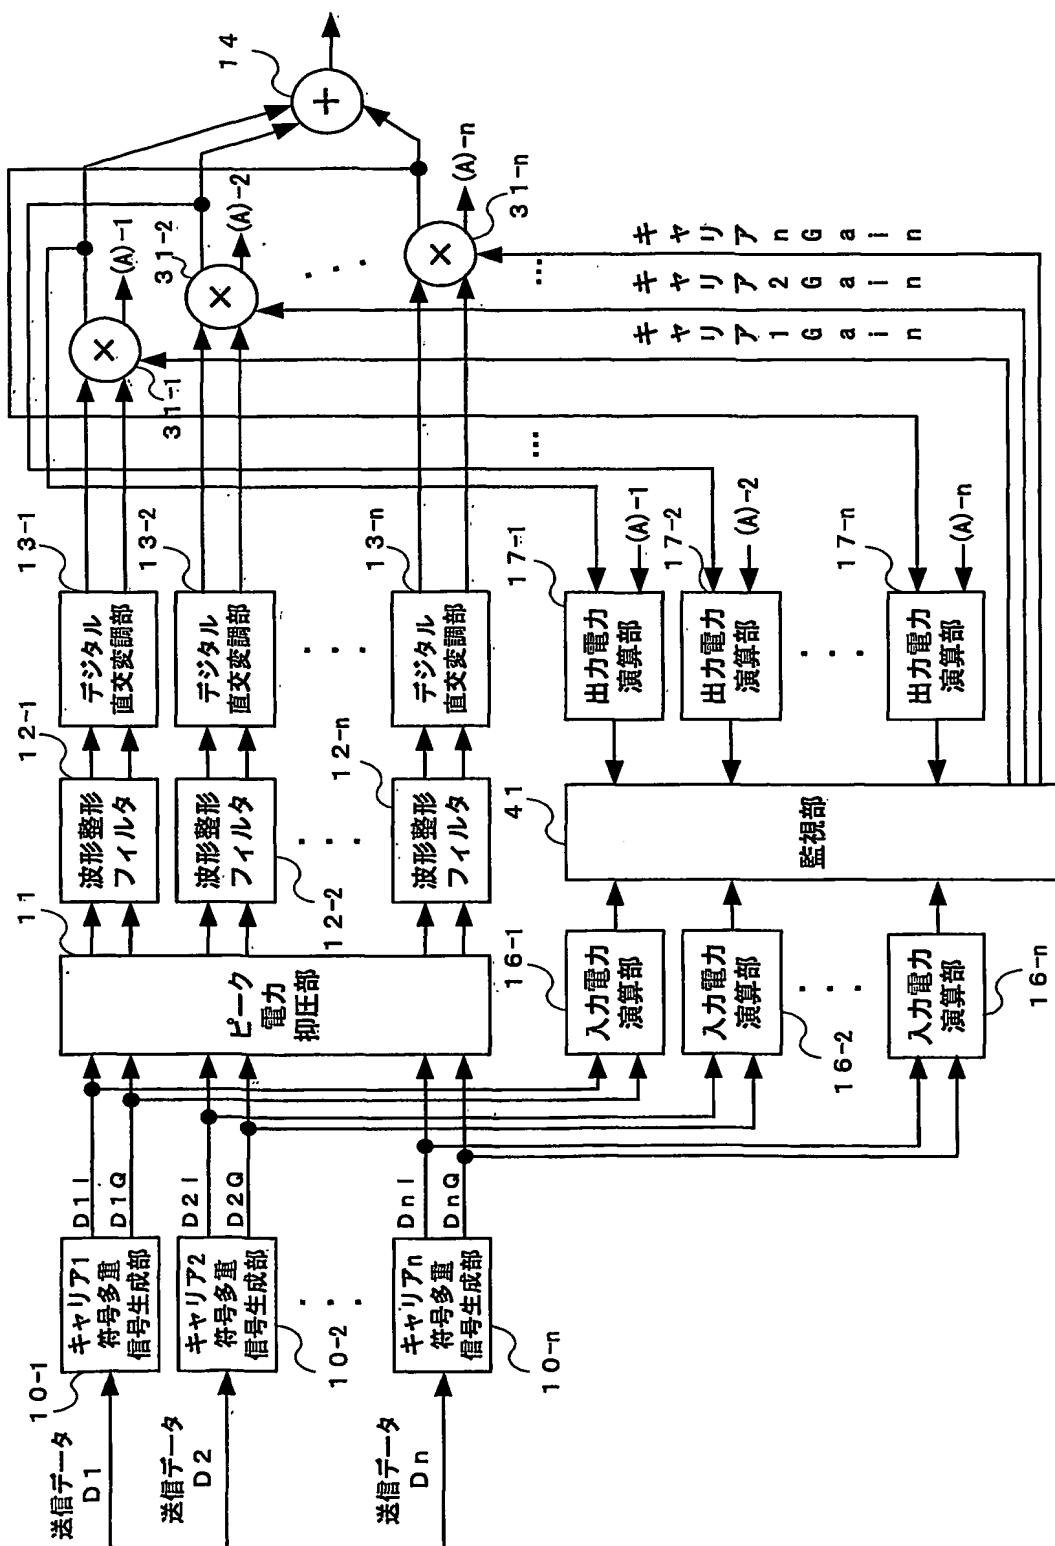 送信データ
D1
10-1
キャリア1
符号多重
信号生成部
D1I
D1Q
11
ピーク
電力
抑圧部
12-1
波形整形
フィルタ
13-1
デジタル
直交変調部
31-1
×
(A)-1
14
+
送信データ
D2
10-2
キャリア2
符号多重
信号生成部
D2I
D2Q
12-2
波形整形
フィルタ
13-2
デジタル
直交変調部
31-2
×
(A)-2
送信データ
Dn
10-n
キャリアn
符号多重
信号生成部
DnI
DnQ
12-n
波形整形
フィルタ
13-n
デジタル
直交変調部
31-n
×
(A)-n
16-1
入力電力
演算部
16-2
入力電力
演算部
16-n
入力電力
演算部
41
監視部
17-1
出力電力
演算部
(A)-1
17-2
出力電力
演算部
(A)-2
17-n
出力電力
演算部
(A)-n
キャリア1Gain
キャリア2Gain
キャリアnGain